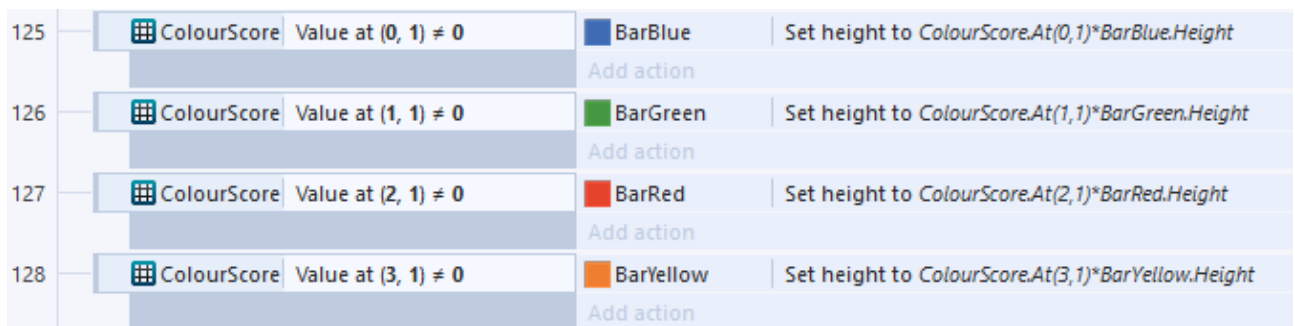 125 ColourScore Value at (0, 1) ≠ 0 BarBlue Set height to ColourScore.At(0,1)*BarBlue.Height
Add action
126 ColourScore Value at (1, 1) ≠ 0 BarGreen Set height to ColourScore.At(1,1)*BarGreen.Height
Add action
127 ColourScore Value at (2, 1) ≠ 0 BarRed Set height to ColourScore.At(2,1)*BarRed.Height
Add action
128 ColourScore Value at (3, 1) ≠ 0 BarYellow Set height to ColourScore.At(3,1)*BarYellow.Height
Add action